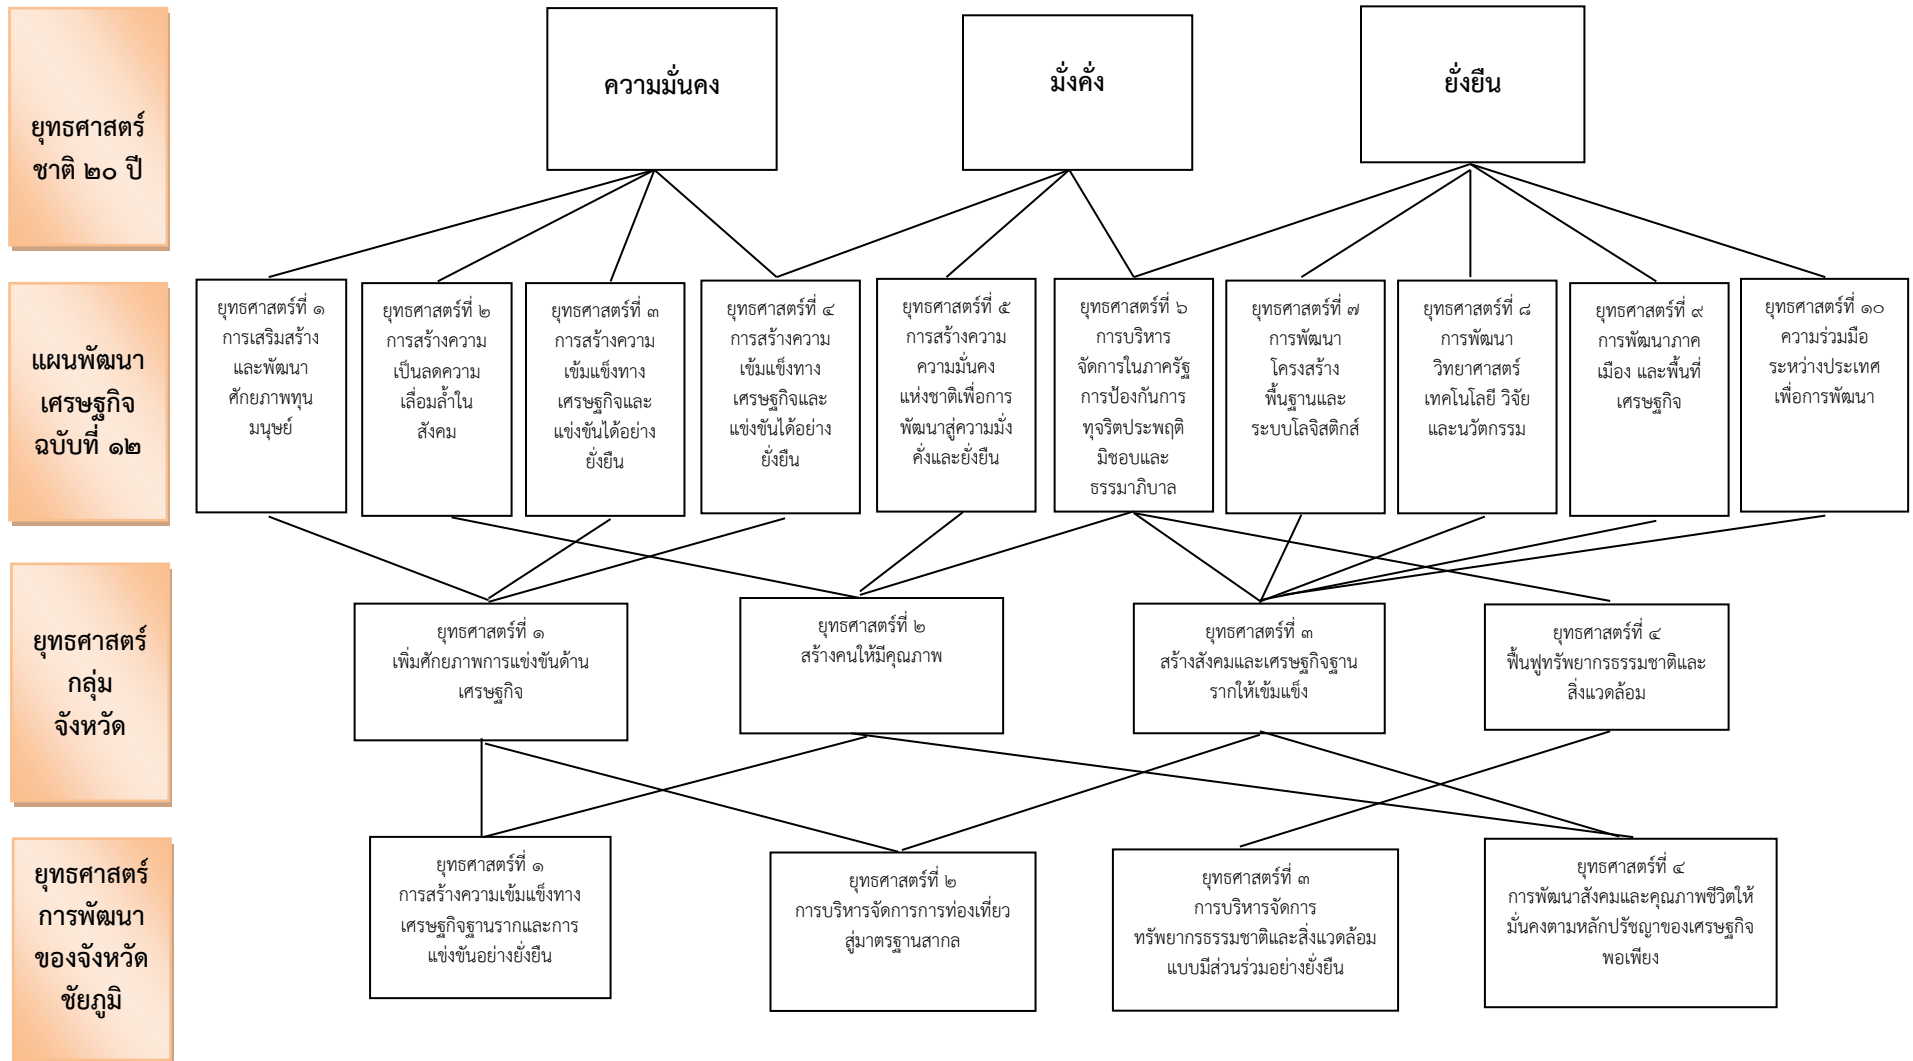 ยุทธศาสตร์
ชาติ ๒๐ ปี
ความมั่นคง
มั่งคั่ง
ยั่งยืน
แผนพัฒนา
เศรษฐกิจ
ฉบับที่ ๑๒
ยุทธศาสตร์ที่ ๑
การเสริมสร้าง
และพัฒนา
ศักยภาพทุน
มนุษย์
ยุทธศาสตร์ที่ ๒
การสร้างความ
เป็นลดความ
เลื่อมล้ำใน
สังคม
ยุทธศาสตร์ที่ ๓
การสร้างความ
เข้มแข็งทาง
เศรษฐกิจและ
แข่งขันได้อย่าง
ยั่งยืน
ยุทธศาสตร์ที่ ๔
การสร้างความ
เข้มแข็งทาง
เศรษฐกิจและ
แข่งขันได้อย่าง
ยั่งยืน
ยุทธศาสตร์ที่ ๕
การสร้างความ
ความมั่นคง
แห่งชาติเพื่อการ
พัฒนาสู่ความมั่ง
คั่งและยั่งยืน
ยุทธศาสตร์ที่ ๖
การบริหาร
จัดการในภาครัฐ
การป้องกันการ
ทุจริตประพฤติ
มิชอบและ
ธรรมาภิบาล
ยุทธศาสตร์ที่ ๗
การพัฒนา
โครงสร้าง
พื้นฐานและ
ระบบโลจิสติกส์
ยุทธศาสตร์ที่ ๘
การพัฒนา
วิทยาศาสตร์
เทคโนโลยี วิจัย
และนวัตกรรม
ยุทธศาสตร์ที่ ๙
การพัฒนาภาค
เมือง และพื้นที่
เศรษฐกิจ
ยุทธศาสตร์ที่ ๑๐
ความร่วมมือ
ระหว่างประเทศ
เพื่อการพัฒนา
ยุทธศาสตร์
กลุ่ม
จังหวัด
ยุทธศาสตร์ที่ ๑
เพิ่มศักยภาพการแข่งขันด้าน
เศรษฐกิจ
ยุทธศาสตร์ที่ ๒
สร้างคนให้มีคุณภาพ
ยุทธศาสตร์ที่ ๓
สร้างสังคมและเศรษฐกิจฐาน
รากให้เข้มแข็ง
ยุทธศาสตร์ที่ ๔
ฟื้นฟูทรัพยากรธรรมชาติและ
สิ่งแวดล้อม
ยุทธศาสตร์
การพัฒนา
ของจังหวัด
ชัยภูมิ
ยุทธศาสตร์ที่ ๑
การสร้างความเข้มแข็งทาง
เศรษฐกิจฐานรากและการ
แข่งขันอย่างยั่งยืน
ยุทธศาสตร์ที่ ๒
การบริหารจัดการการท่องเที่ยว
สู่มาตรฐานสากล
ยุทธศาสตร์ที่ ๓
การบริหารจัดการ
ทรัพยากรธรรมชาติและสิ่งแวดล้อม
แบบมีส่วนร่วมอย่างยั่งยืน
ยุทธศาสตร์ที่ ๔
การพัฒนาสังคมและคุณภาพชีวิตให้
มั่นคงตามหลักปรัชญาของเศรษฐกิจ
พอเพียง